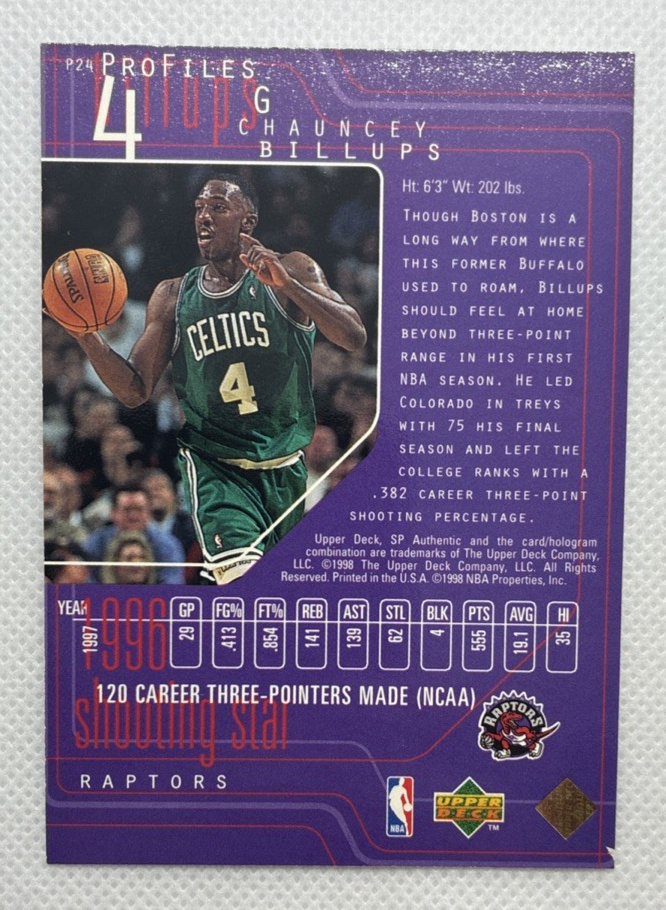 P24 PROFILES
billups
4
G
CHAUNCEY
BILLUPS
Ht: 6'3" Wt: 202 lbs.
THOUGH BOSTON IS A
LONG WAY FROM WHERE
THIS FORMER BUFFALO
USED TO ROAM, BILLUPS
SHOULD FEEL AT HOME
BEYOND THREE-POINT
RANGE IN HIS FIRST
NBA SEASON. HE LED
COLORADO IN TREYS
WITH 75 HIS FINAL
SEASON AND LEFT THE
COLLEGE RANKS WITH A
.382 CAREER THREE-POINT
SHOOTING PERCENTAGE.
SPALDING
CELTICS
4
Upper Deck, SP Authentic and the card/hologram
combination are trademarks of The Upper Deck Company,
LLC. ©1998 The Upper Deck Company, LLC. All Rights
Reserved. Printed in the U.S.A. ©1998 NBA Properties, Inc.
YEAR GP FG% FT% REB AST STL BLK PTS AVG HI
1997 29 .413 .854 141 139 62 4 555 19.1 35
1996
120 CAREER THREE-POINTERS MADE (NCAA)
shooting star
RAPTORS
RAPTORS
NBA
UPPER
DECK
TM